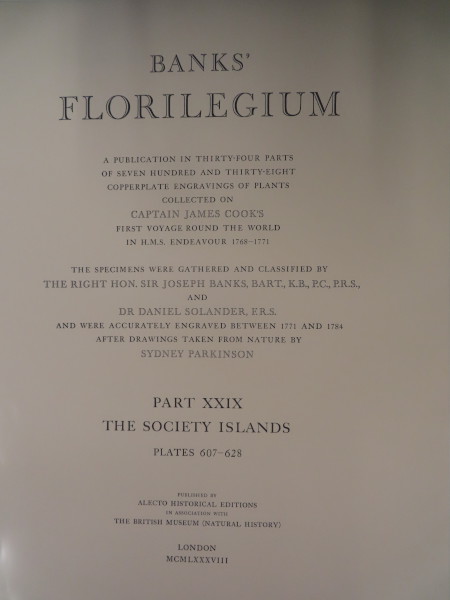 BANKS'
FLORILEGIUM
A PUBLICATION IN THIRTY-FOUR PARTS
OF SEVEN HUNDRED AND THIRTY-EIGHT
COPPERPLATE ENGRAVINGS OF PLANTS
COLLECTED ON
CAPTAIN JAMES COOK'S
FIRST VOYAGE ROUND THE WORLD
IN H.M.S. ENDEAVOUR 1768-1771
THE SPECIMENS WERE GATHERED AND CLASSIFIED BY
THE RIGHT HON. SIR JOSEPH BANKS, BART., K.B., P.C., P.R.S.,
AND
DR DANIEL SOLANDER, F.R.S.
AND WERE ACCURATELY ENGRAVED BETWEEN 1771 AND 1784
AFTER DRAWINGS TAKEN FROM NATURE BY
SYDNEY PARKINSON
PART XXIX
THE SOCIETY ISLANDS
PLATES 607-628
PUBLISHED BY
ALECTO HISTORICAL EDITIONS
IN ASSOCIATION WITH
THE BRITISH MUSEUM (NATURAL HISTORY)
LONDON
MCMLXXXVIII